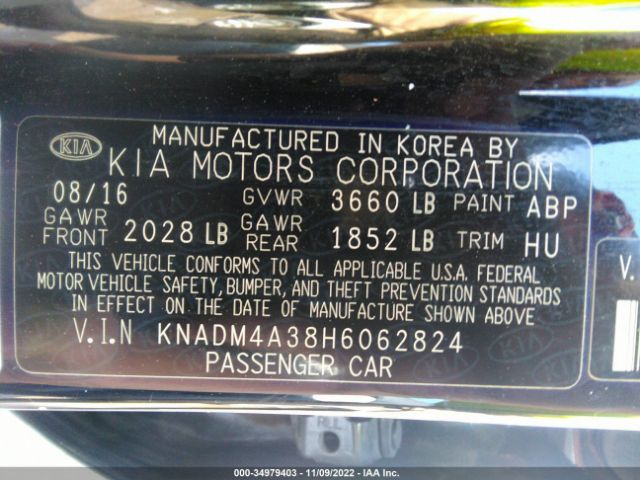 MANUFACTURED IN KOREA BY
KIA KIA MOTORS CORPORATION
08/16 GVWR 3660 LB PAINT ABP
GAWR FRONT 2028 LB GAWR REAR 1852 LB TRIM HU
THIS VEHICLE CONFORMS TO ALL APPLICABLE U.S.A. FEDERAL
MOTOR VEHICLE SAFETY, BUMPER, AND THEFT PREVENTION STANDARDS
IN EFFECT ON THE DATE OF MANUFACTURE SHOWN ABOVE.
V.I.N KNADM4A38H6062824
PASSENGER CAR
V.
000-34979403 - 11/09/2022 - IAA Inc.